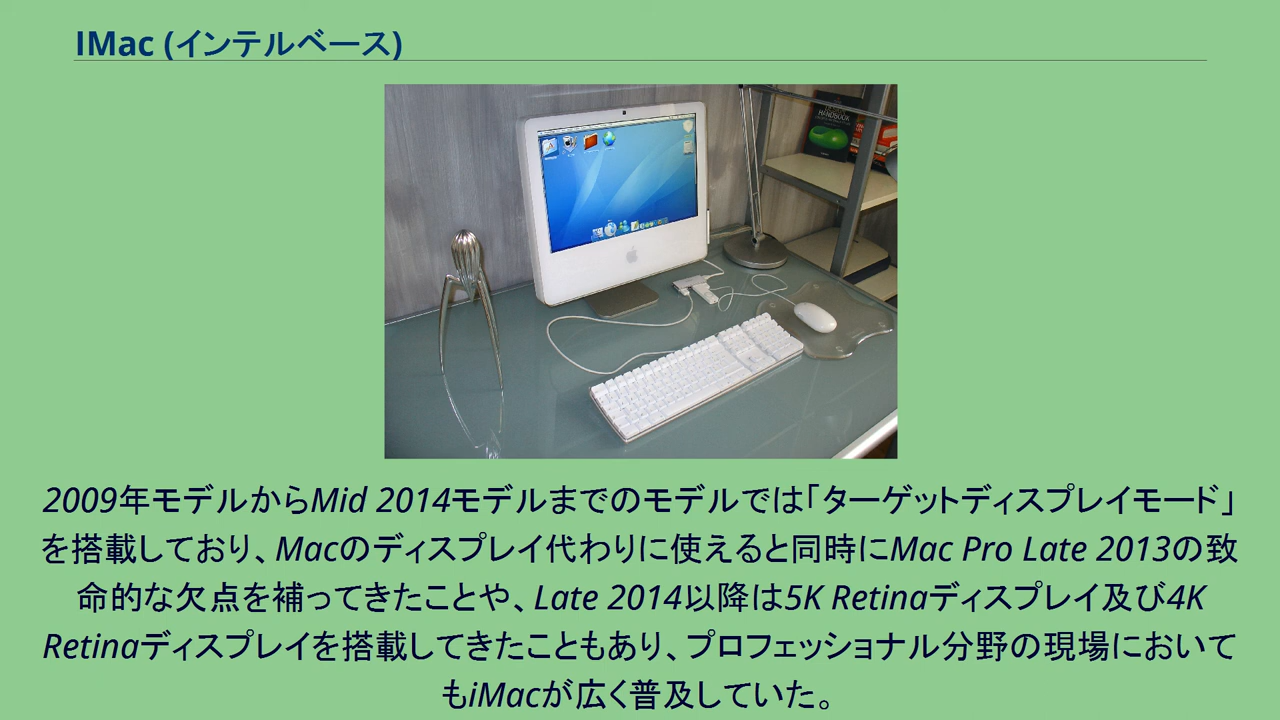 IMac (インテルベース)
HANDBOOK
2009年モデルからMid 2014モデルまでのモデルでは「ターゲットディスプレイモード」
を搭載しており、Macのディスプレイ代わりに使えると同時にMac Pro Late 2013の致
命的な欠点を補ってきたことや、Late 2014以降は5K Retinaディスプレイ及び4K
Retinaディスプレイを搭載してきたこともあり、プロフェッショナル分野の現場において
もiMacが広く普及していた。